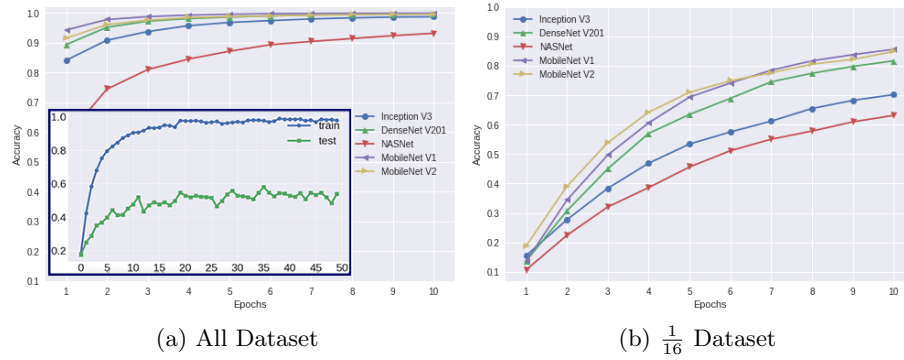 1.0
0.9
0.8
0.7
0.6
0.5
0.4
0.3
0.2
0.1
Accuracy
1 2 3 4 5 6 7 8 9 10
Epochs
Inception V3
DenseNet V201
NASNet
MobileNet V1
MobileNet V2
1.0
0.8
0.6
0.4
0.2
0 5 10 15 20 25 30 35 40 45 50
train
test
(a) All Dataset
1.0
0.9
0.8
0.7
0.6
0.5
0.4
0.3
0.2
0.1
Accuracy
1 2 3 4 5 6 7 8 9 10
Epochs
Inception V3
DenseNet V201
NASNet
MobileNet V1
MobileNet V2
(b) 1/16 Dataset